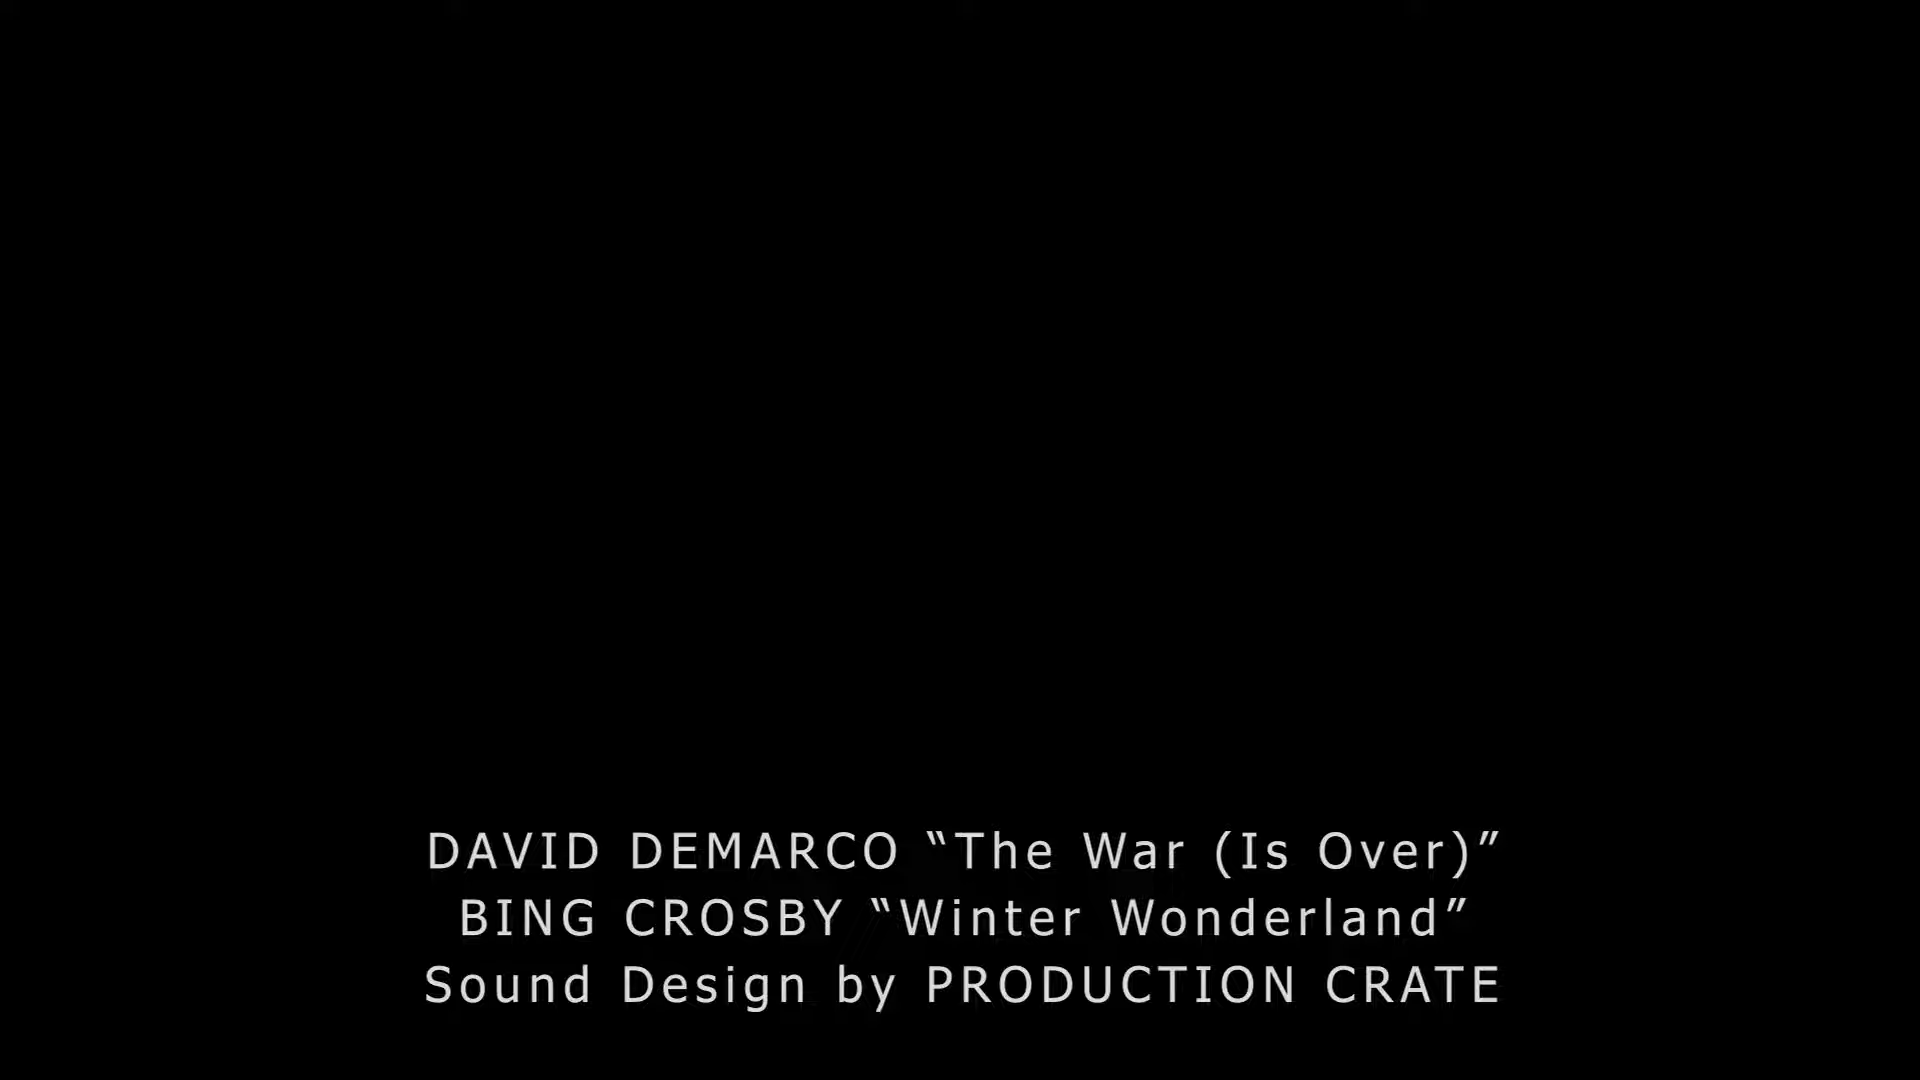 DAVID DEMARCO “The War (Is Over)”
BING CROSBY “Winter Wonderland”
Sound Design by PRODUCTION CRATE